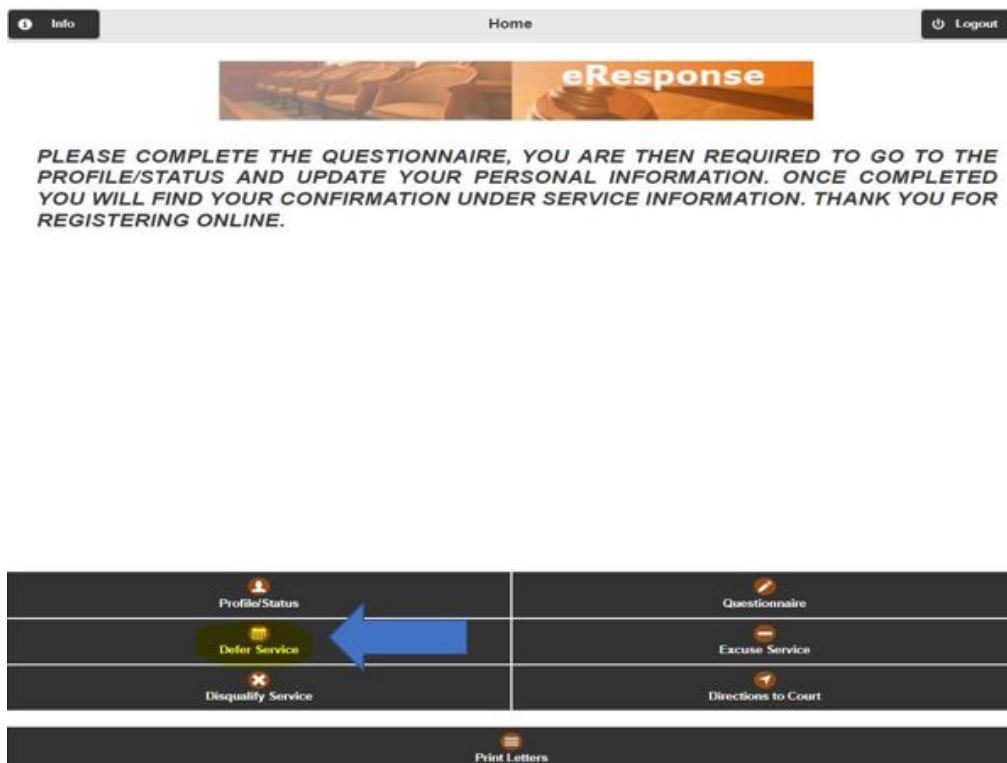 Info
Home
Logout
eResponse
PLEASE COMPLETE THE QUESTIONNAIRE, YOU ARE THEN REQUIRED TO GO TO THE
PROFILE/STATUS AND UPDATE YOUR PERSONAL INFORMATION. ONCE COMPLETED
YOU WILL FIND YOUR CONFIRMATION UNDER SERVICE INFORMATION. THANK YOU FOR
REGISTERING ONLINE.
Profile/Status
Questionnaire
Defer Service
Excuse Service
Disqualify Service
Directions to Court
Print Letters